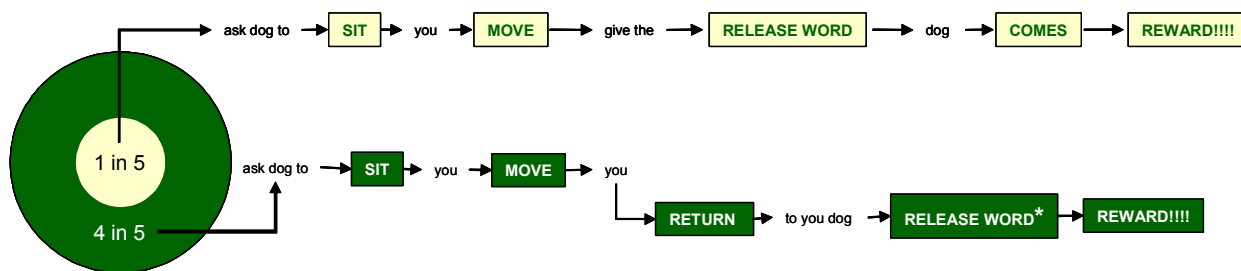 ask dog to SIT you MOVE give the RELEASE WORD dog COMES REWARD!!!!
1 in 5
ask dog to SIT you MOVE you
4 in 5
RETURN to you dog RELEASE WORD* REWARD!!!!